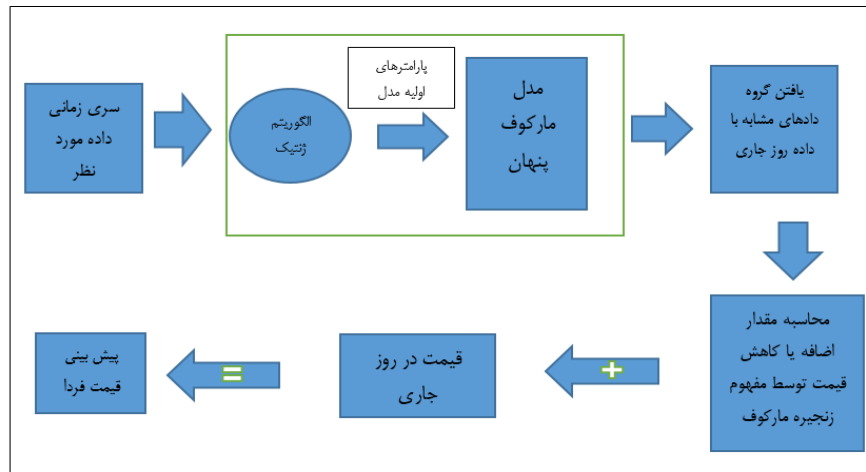 سری زمانی
داده مورد
نظر
الگوریتم
ژنتیک
پارامترهای
اولیه مدل
مدل
مارکوف
پنهان
یافتن گروه
دادهای مشابه با
داده روز جاری
محاسبه مقدار
اضافه یا کاهش
قیمت توسط مفهوم
زنجیره مارکوف
+
قیمت در روز
جاری
=
پیش بینی
قیمت فردا